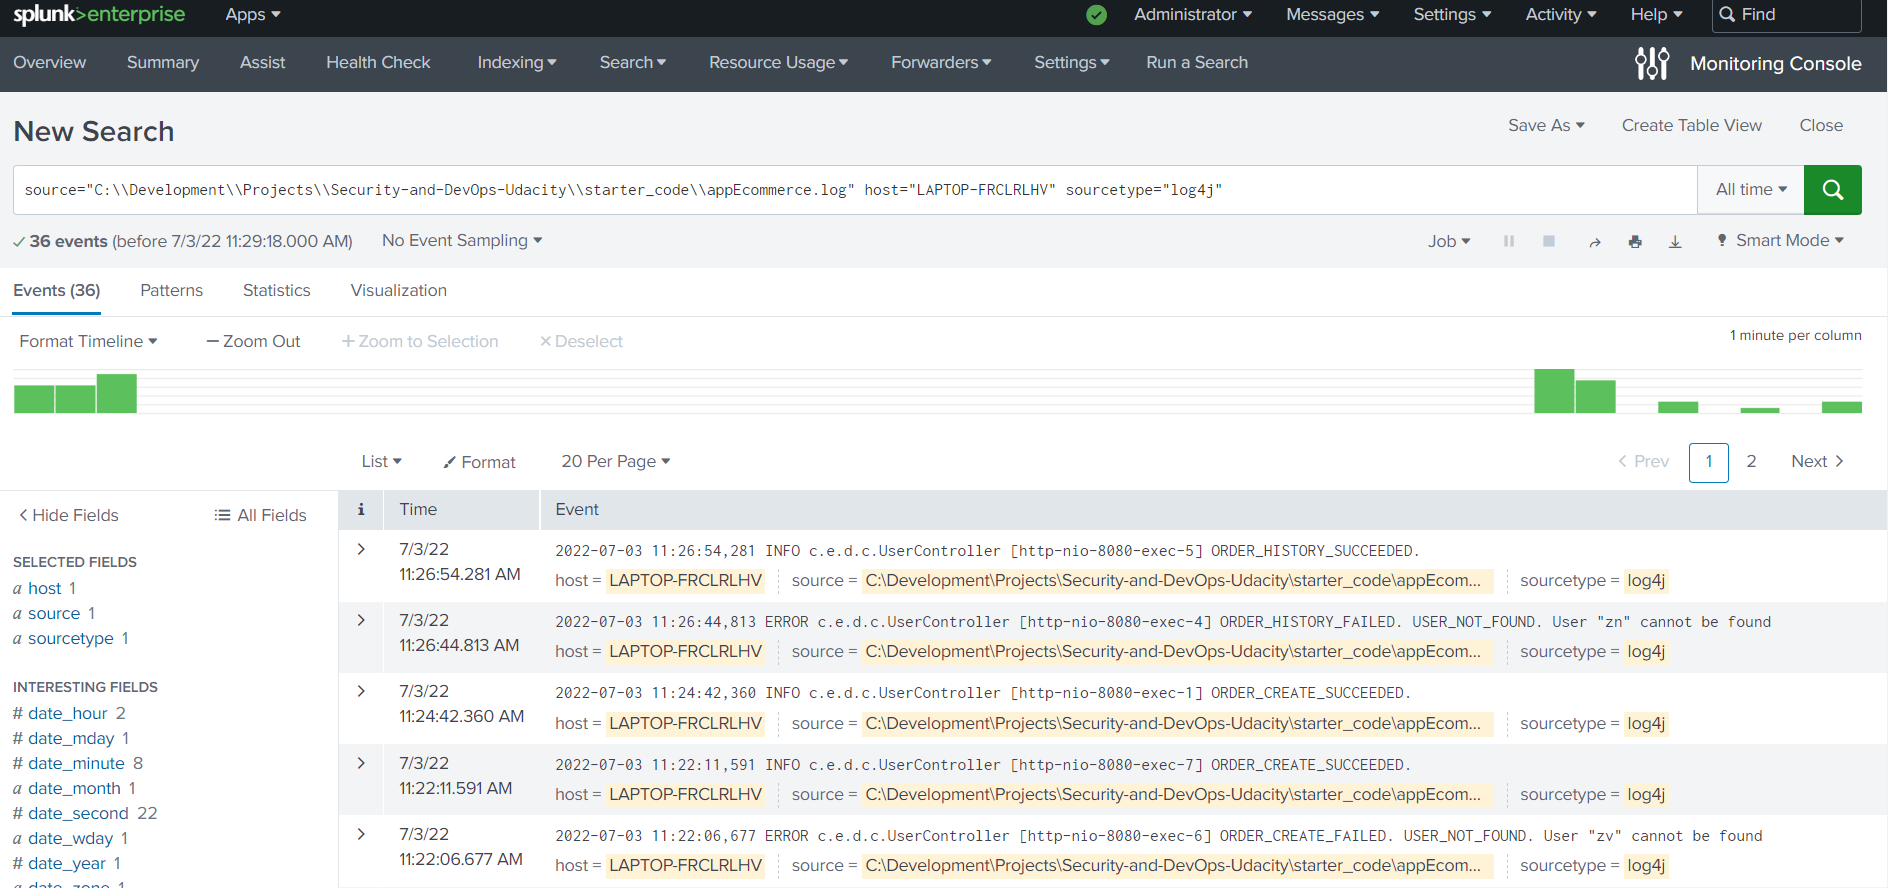 splunk>enterprise Apps Administrator Messages Settings Activity Help Find
Overview Summary Assist Health Check Indexing Search Resource Usage Forwarders Settings Run a Search Monitoring Console
New Search
Save As Create Table View Close
source="C:\\Development\\Projects\\Security-and-DevOps-Udacity\\starter_code\\appEcommerce.log" host="LAPTOP-FRCLRLHV" sourcetype="log4j" All time
36 events (before 7/3/22 11:29:18.000 AM) No Event Sampling Job Smart Mode
Events (36) Patterns Statistics Visualization
Format Timeline Zoom Out Zoom to Selection Deselect 1 minute per column
List Format 20 Per Page Prev 1 2 Next
Hide Fields All Fields
SELECTED FIELDS
a host 1
a source 1
a sourcetype 1
INTERESTING FIELDS
# date_hour 2
# date_mday 1
# date_minute 8
a date_month 1
# date_second 22
a date_wday 1
# date_year 1
a date_zone 1
i Time Event
7/3/22
11:26:54.281 AM
2022-07-03 11:26:54,281 INFO c.e.d.c.UserController [http-nio-8080-exec-5] ORDER_HISTORY_SUCCEEDED.
host = LAPTOP-FRCLRLHV source = C:\Development\Projects\Security-and-DevOps-Udacity\starter_code\appEcom... sourcetype = log4j
7/3/22
11:26:44.813 AM
2022-07-03 11:26:44,813 ERROR c.e.d.c.UserController [http-nio-8080-exec-4] ORDER_HISTORY_FAILED. USER_NOT_FOUND. User "zn" cannot be found
host = LAPTOP-FRCLRLHV source = C:\Development\Projects\Security-and-DevOps-Udacity\starter_code\appEcom... sourcetype = log4j
7/3/22
11:24:42.360 AM
2022-07-03 11:24:42,360 INFO c.e.d.c.UserController [http-nio-8080-exec-1] ORDER_CREATE_SUCCEEDED.
host = LAPTOP-FRCLRLHV source = C:\Development\Projects\Security-and-DevOps-Udacity\starter_code\appEcom... sourcetype = log4j
7/3/22
11:22:11.591 AM
2022-07-03 11:22:11,591 INFO c.e.d.c.UserController [http-nio-8080-exec-7] ORDER_CREATE_SUCCEEDED.
host = LAPTOP-FRCLRLHV source = C:\Development\Projects\Security-and-DevOps-Udacity\starter_code\appEcom... sourcetype = log4j
7/3/22
11:22:06.677 AM
2022-07-03 11:22:06,677 ERROR c.e.d.c.UserController [http-nio-8080-exec-6] ORDER_CREATE_FAILED. USER_NOT_FOUND. User "zv" cannot be found
host = LAPTOP-FRCLRLHV source = C:\Development\Projects\Security-and-DevOps-Udacity\starter_code\appEcom... sourcetype = log4j